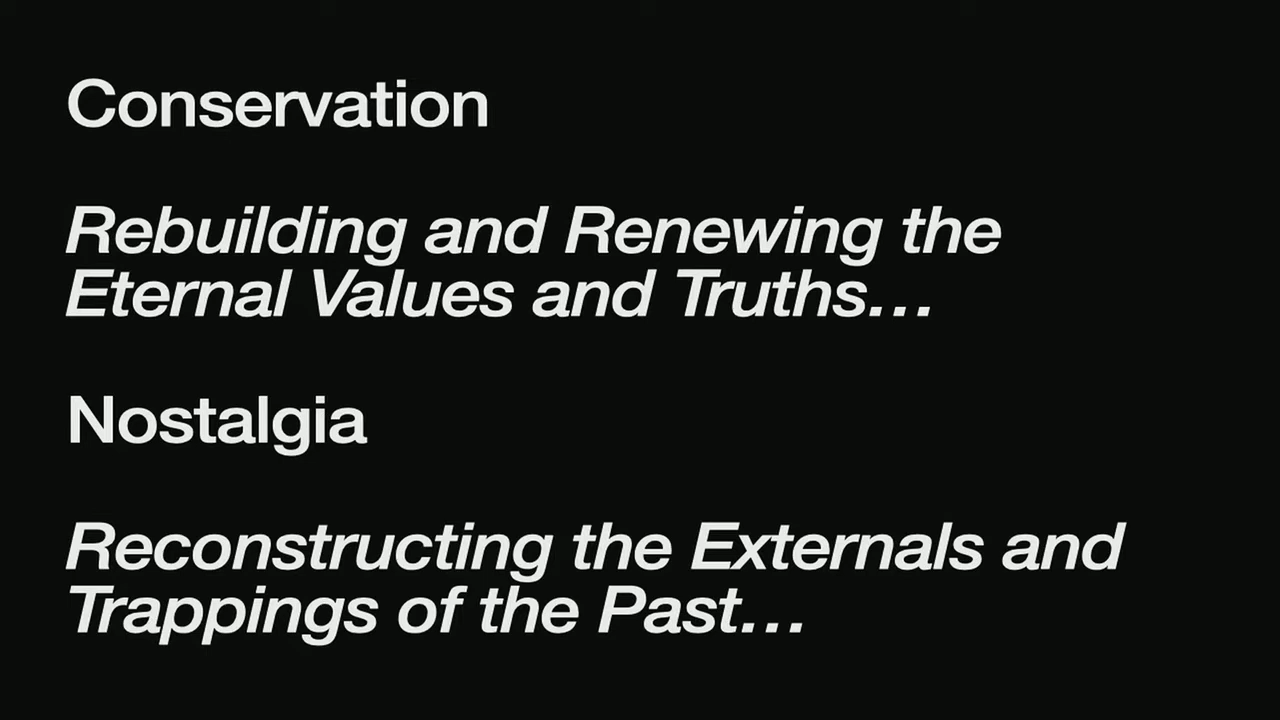 Conservation
Rebuilding and Renewing the
Eternal Values and Truths...
Nostalgia
Reconstructing the Externals and
Trappings of the Past...